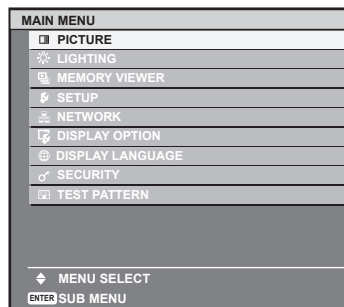 MAIN MENU
PICTURE
LIGHTING
MEMORY VIEWER
SETUP
NETWORK
DISPLAY OPTION
DISPLAY LANGUAGE
SECURITY
TEST PATTERN
MENU SELECT
ENTER SUB MENU